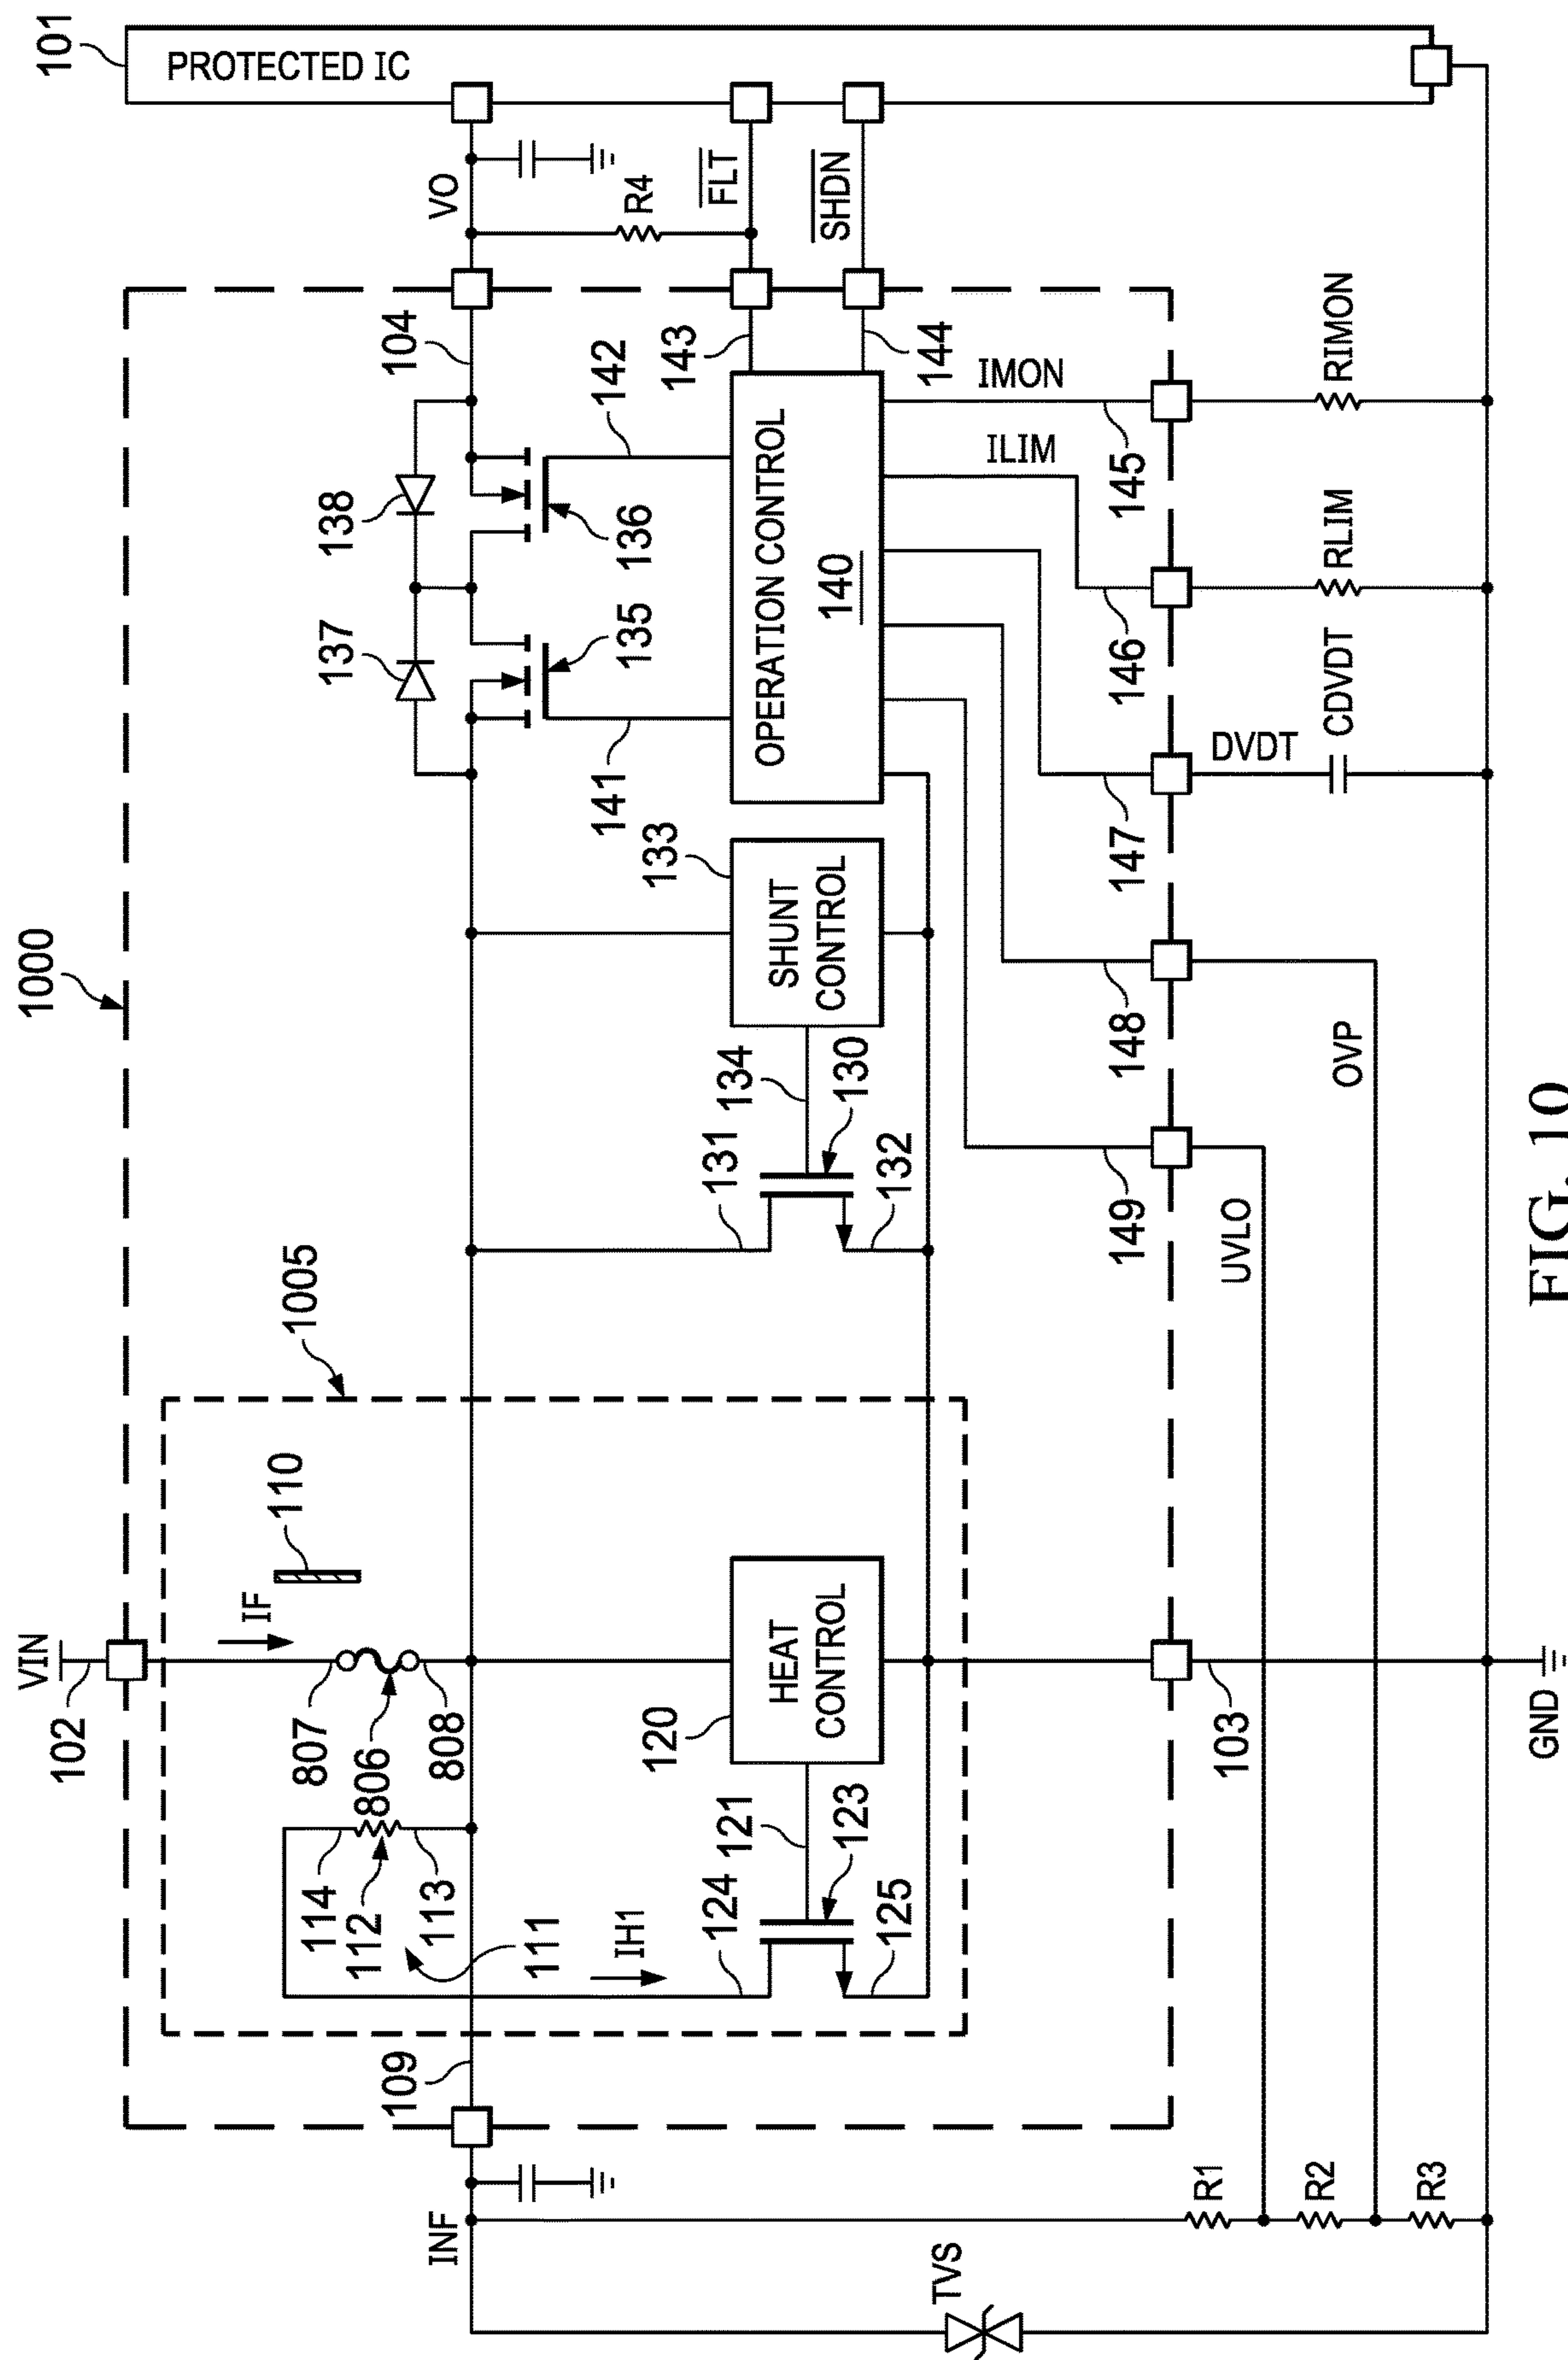 1000
VIN
102
101
PROTECTED IC
1005
110
IF
807
806
808
114
112
113
111
IH1
109
INF
137
138
104
VO
R4
FLT
SHDN
135
136
141
142
143
144
OPERATION CONTROL
140
133
SHUNT
CONTROL
134
130
131
132
120
HEAT
CONTROL
121
123
124
125
IMON
145
ILIM
146
147
148
149
RIMON
RLIM
DVDT
CDVDT
OVP
UVLO
103
GND
R1
R2
R3
TVS
FIG. 10